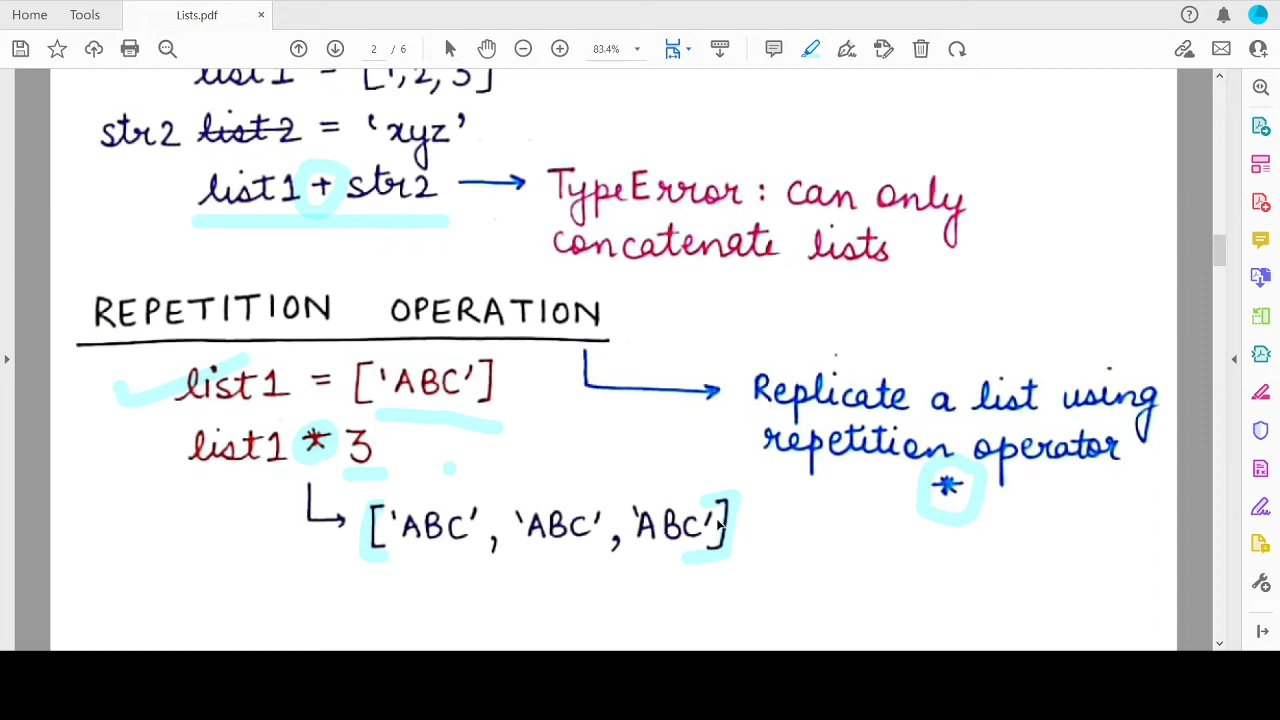 Home Tools Lists.pdf ×
2 / 6 83.4%
list1 = [1, 2, 3]
str2 list2 = 'xyz'
list1 + str2 → TypeError : can only
concatenate lists
REPETITION OPERATION
list1 = ['ABC']
Replicate a list using
list1 * 3
repetition operator
*
['ABC', 'ABC', 'ABC']